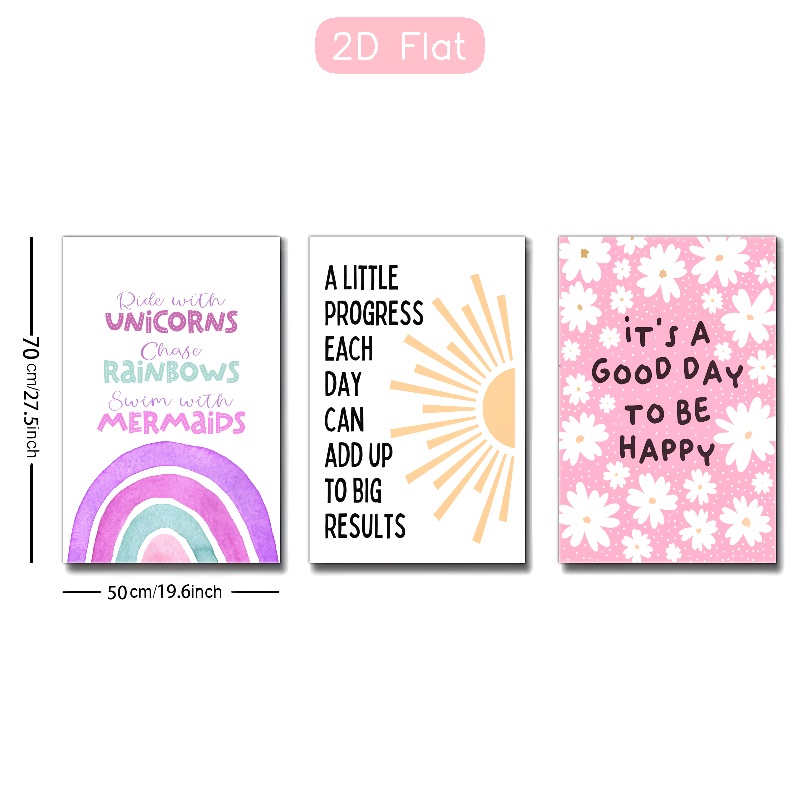 2D Flat
Ride with
UNiCORNS
Chase
RAiNBOWS
Swim with
MERMAiDS
A LITTLE
PROGRESS
EACH
DAY
CAN
ADD UP
TO BIG
RESULTS
iT'S A
GOOD DAY
TO BE
HAPPY
70cm/27.5inch
50cm/19.6inch